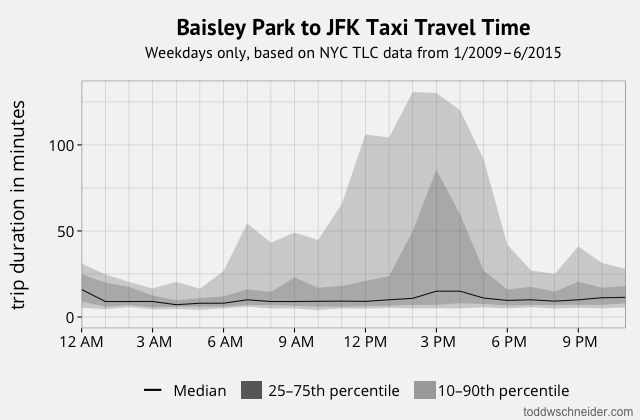 Baisley Park to JFK Taxi Travel Time
Weekdays only, based on NYC TLC data from 1/2009–6/2015
trip duration in minutes
100
50
0
12 AM 3 AM 6 AM 9 AM 12 PM 3 PM 6 PM 9 PM
Median 25–75th percentile 10–90th percentile
toddwschneider.com